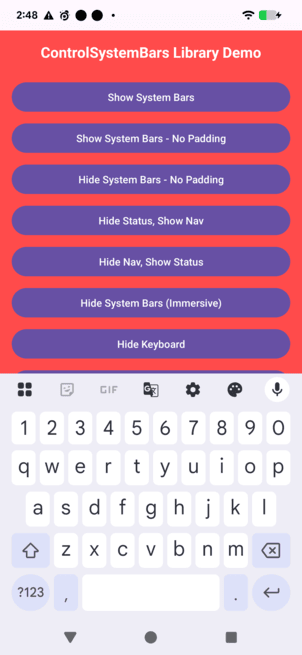 2:48
ControlSystemBars Library Demo
Show System Bars
Show System Bars - No Padding
Hide System Bars - No Padding
Hide Status, Show Nav
Hide Nav, Show Status
Hide System Bars (Immersive)
Hide Keyboard
GIF
1 2 3 4 5 6 7 8 9 0
q w e r t y u i o p
a s d f g h j k l
z x c v b n m
?123 , .